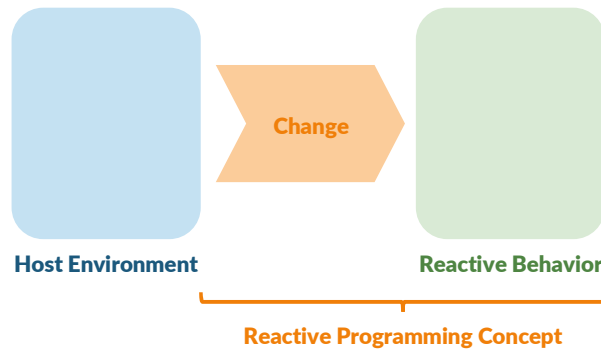 Change
Host Environment
Reactive Behavior
Reactive Programming Concept